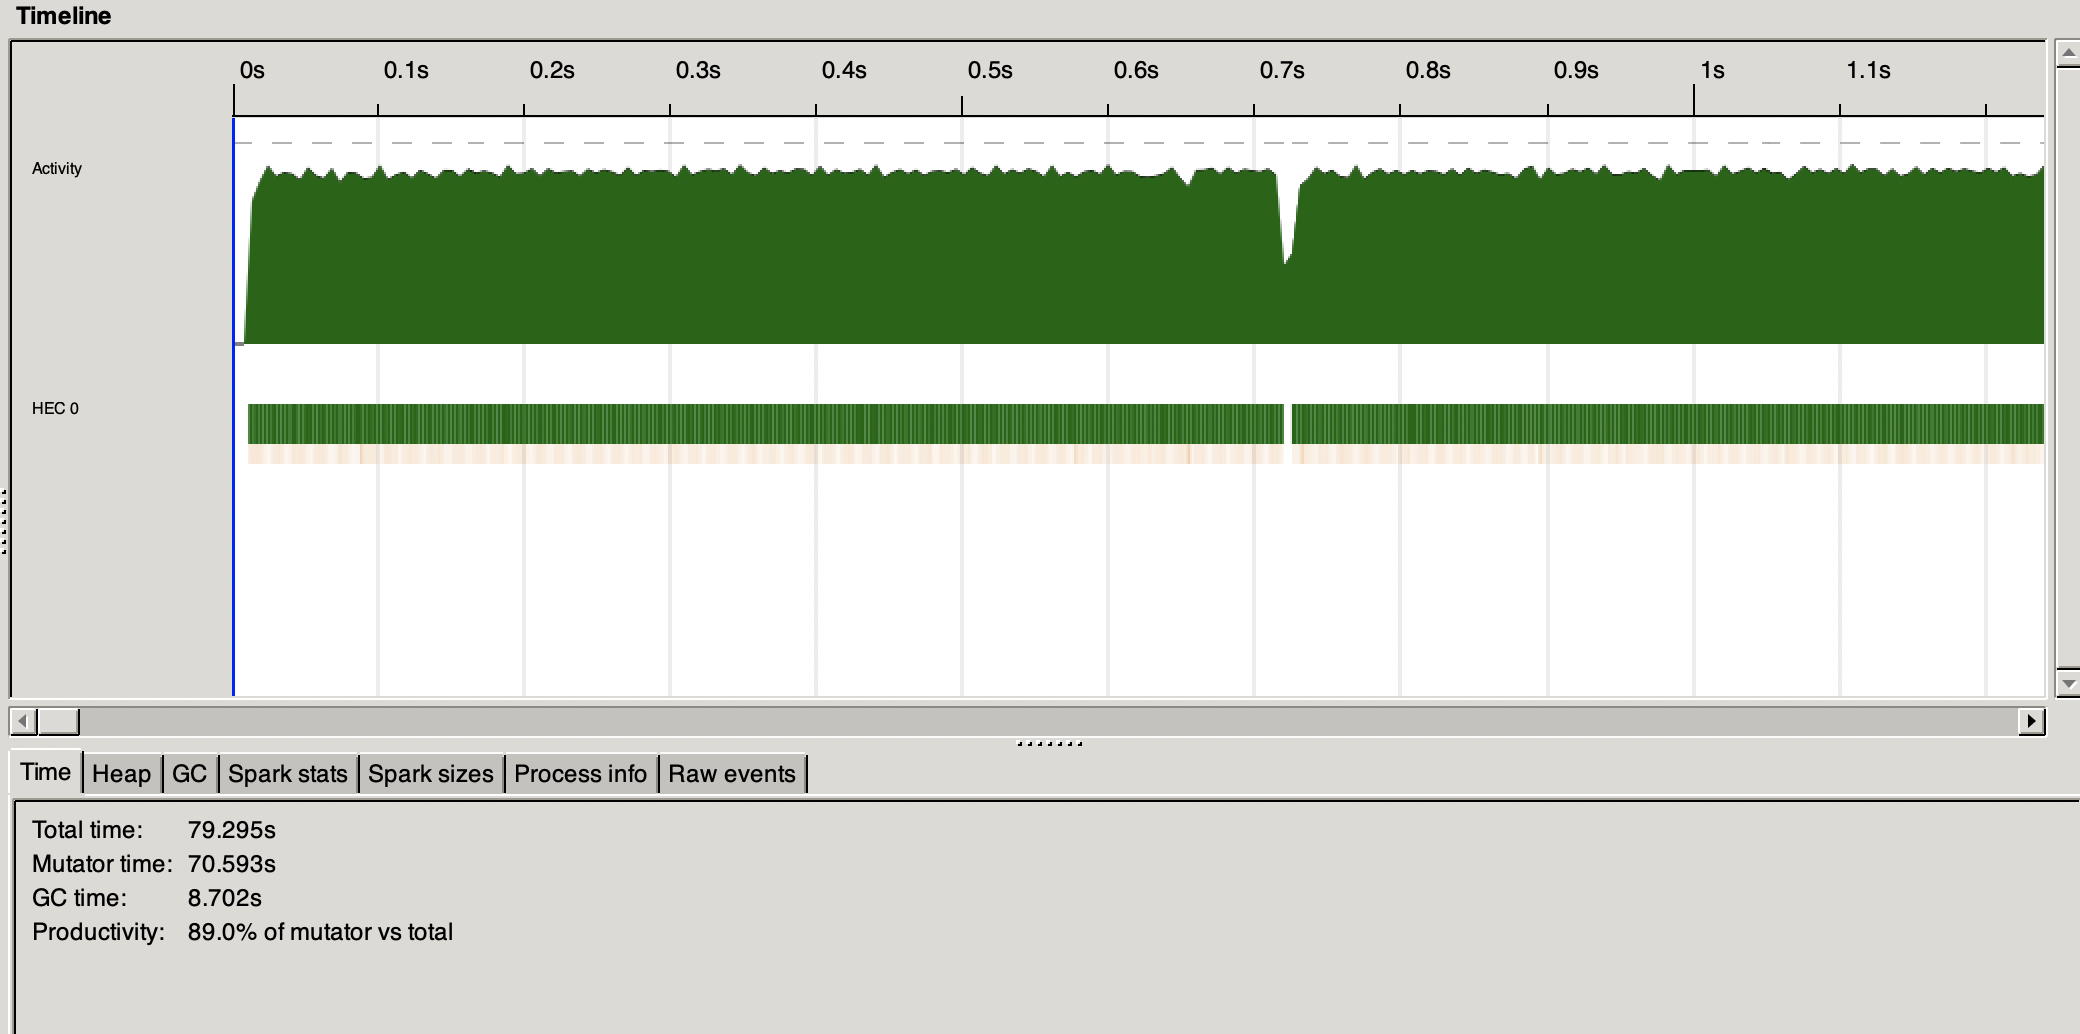 Timeline
0s 0.1s 0.2s 0.3s 0.4s 0.5s 0.6s 0.7s 0.8s 0.9s 1s 1.1s
Activity
HEC 0
Time Heap GC Spark stats Spark sizes Process info Raw events
Total time: 79.295s
Mutator time: 70.593s
GC time: 8.702s
Productivity: 89.0% of mutator vs total